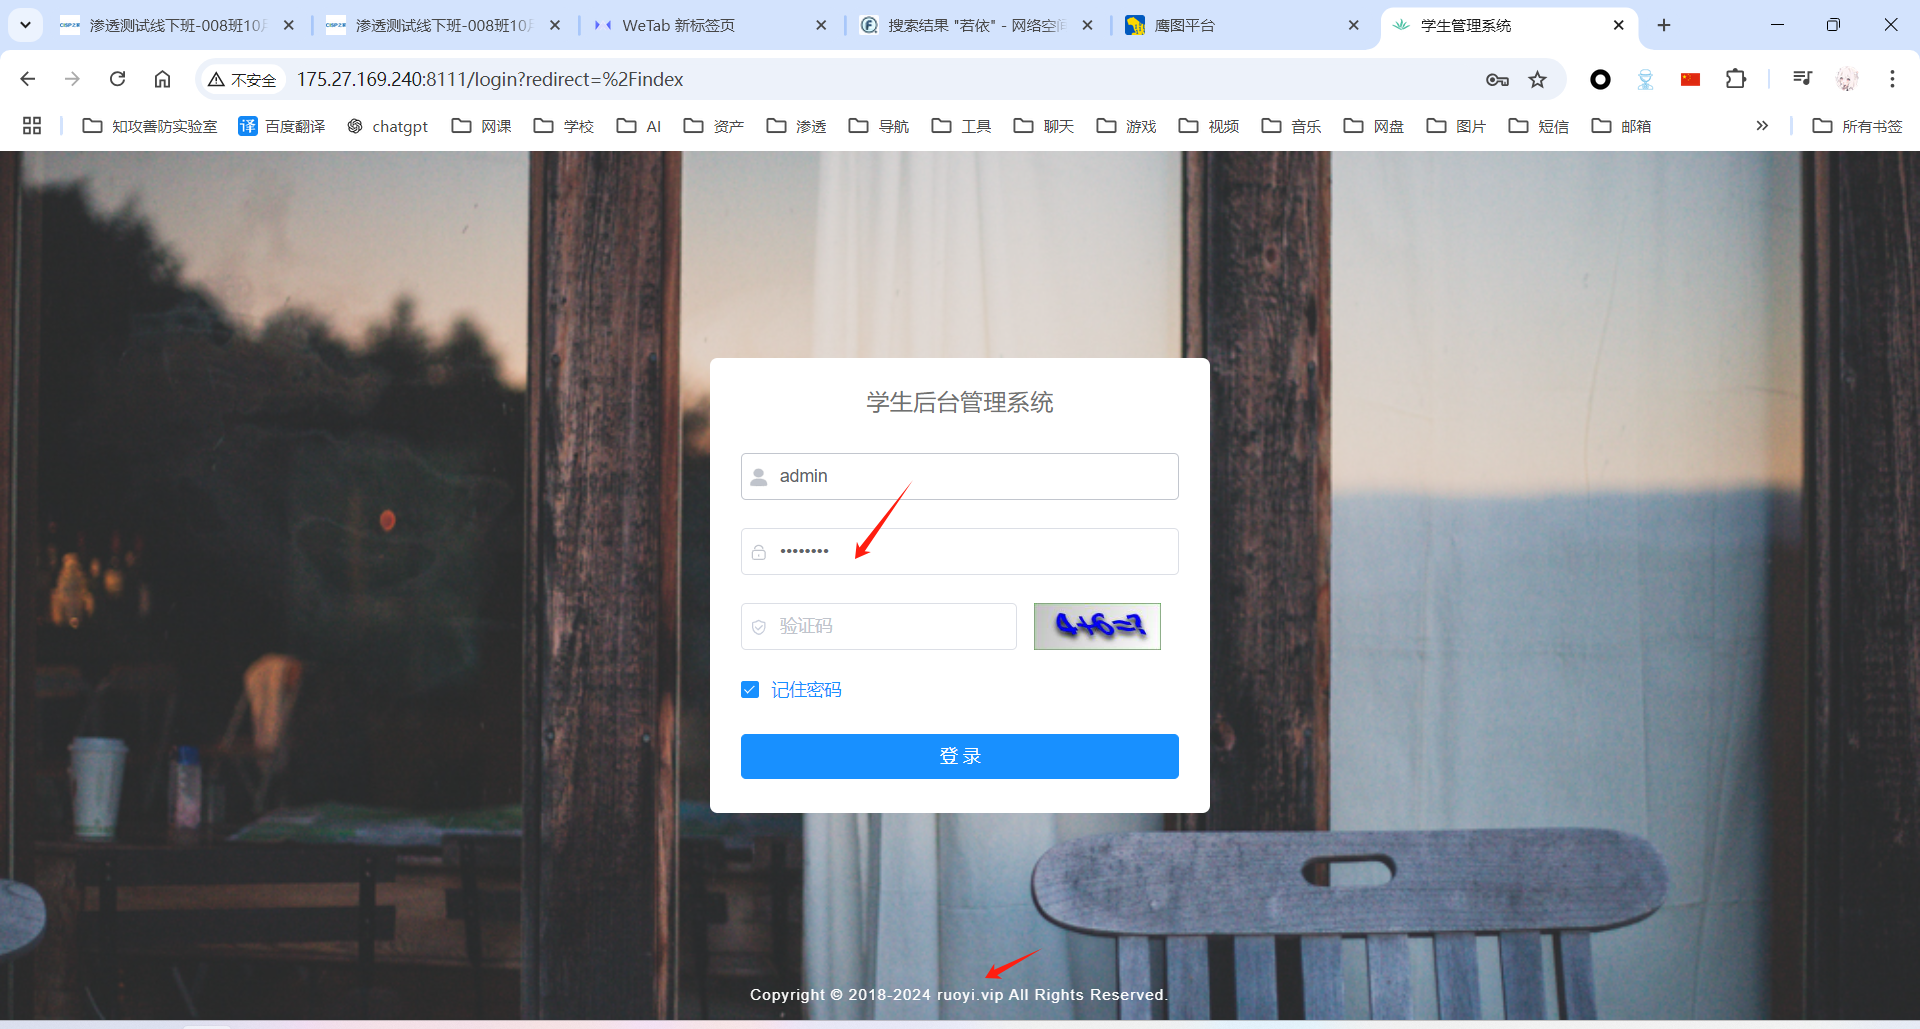 渗透测试线下班-008班10月
渗透测试线下班-008班10月
WeTab 新标签页
搜索结果 "若依" - 网络空间
鹰图平台
学生管理系统
不安全
175.27.169.240:8111/login?redirect=%2Findex
知攻善防实验室
译 百度翻译
chatgpt
网课
学校
AI
资产
渗透
导航
工具
聊天
游戏
视频
音乐
网盘
图片
短信
邮箱
»
所有书签
学生后台管理系统
admin
••••••••
验证码
4+6=?
记住密码
登 录
Copyright © 2018-2024 ruoyi.vip All Rights Reserved.